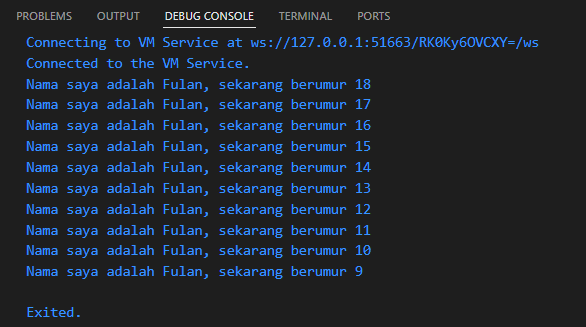 PROBLEMS OUTPUT DEBUG CONSOLE TERMINAL PORTS
Connecting to VM Service at ws://127.0.0.1:51663/RK0Ky6OVCXY=/ws
Connected to the VM Service.
Nama saya adalah Fulan, sekarang berumur 18
Nama saya adalah Fulan, sekarang berumur 17
Nama saya adalah Fulan, sekarang berumur 16
Nama saya adalah Fulan, sekarang berumur 15
Nama saya adalah Fulan, sekarang berumur 14
Nama saya adalah Fulan, sekarang berumur 13
Nama saya adalah Fulan, sekarang berumur 12
Nama saya adalah Fulan, sekarang berumur 11
Nama saya adalah Fulan, sekarang berumur 10
Nama saya adalah Fulan, sekarang berumur 9
Exited.